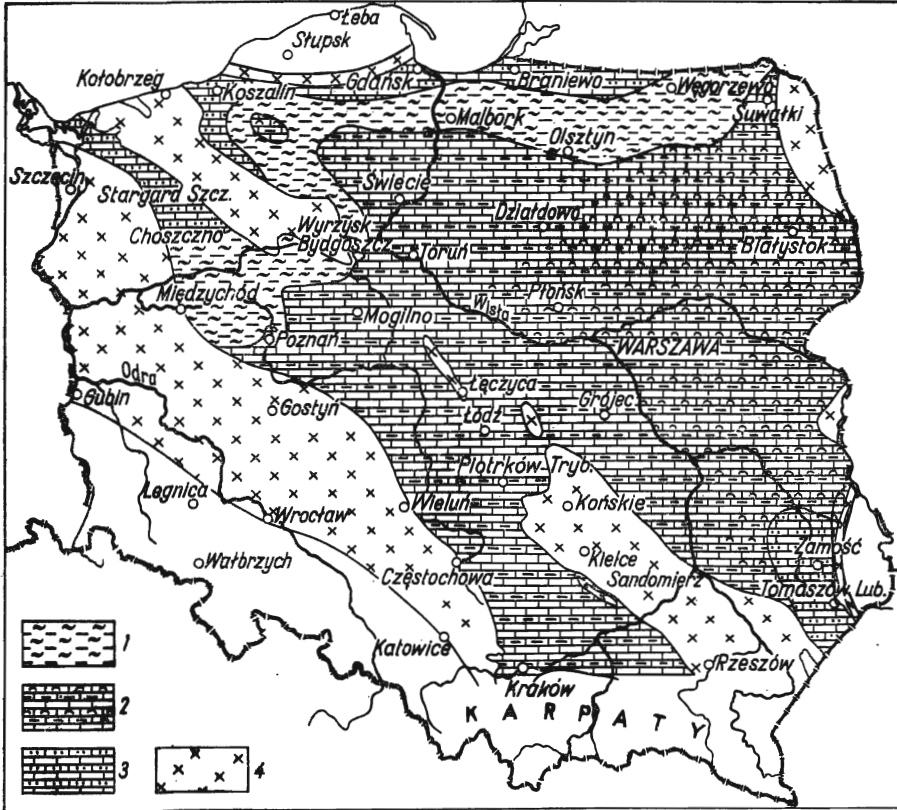 Łeba
Słupsk
Kołobrzeg
Koszalin
Gdańsk
Braniewo
Węgorzewo
Suwałki
Malbork
Olsztyn
Szczecin
Stargard Szcz.
Świecie
Działdowo
Choszczno
Wyrzysk
Bydgoszcz
Toruń
Białystok
Międzychód
Płońsk
Wisła
Mogilno
Poznań
WARSZAWA
Odra
Łęczyca
Gubin
Gostyń
Grójec
Łódź
Piotrków Tryb.
Legnica
Wrocław
Wieluń
Końskie
Wałbrzych
Kielce
Zamość
Częstochowa
Sandomierz
Tomaszów Lub.
1
Katowice
Rzeszów
Kraków
2
KARPATY
3
4